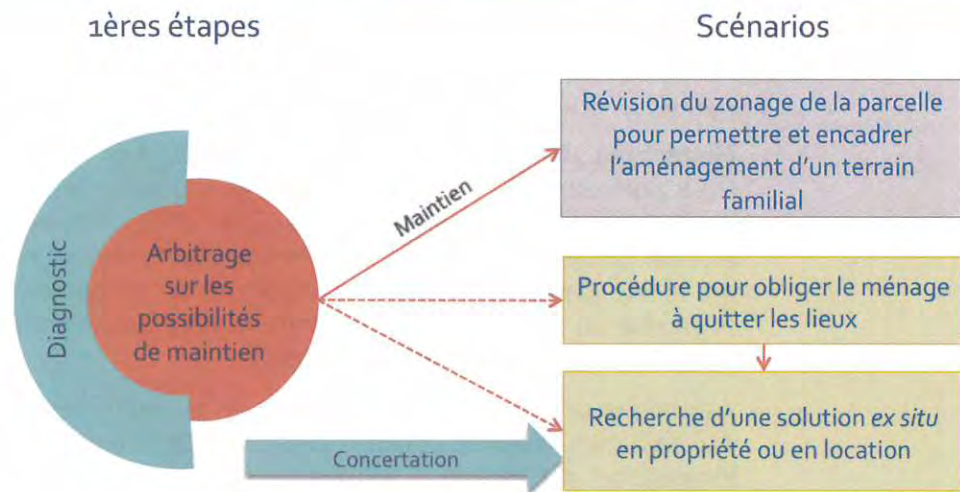 1ères étapes
Scénarios
Diagnostic
Arbitrage
sur les
possibilités
de maintien
Maintien
Révision du zonage de la parcelle
pour permettre et encadrer
l'aménagement d'un terrain
familial
Procédure pour obliger le ménage
à quitter les lieux
Recherche d'une solution ex situ
en propriété ou en location
Concertation